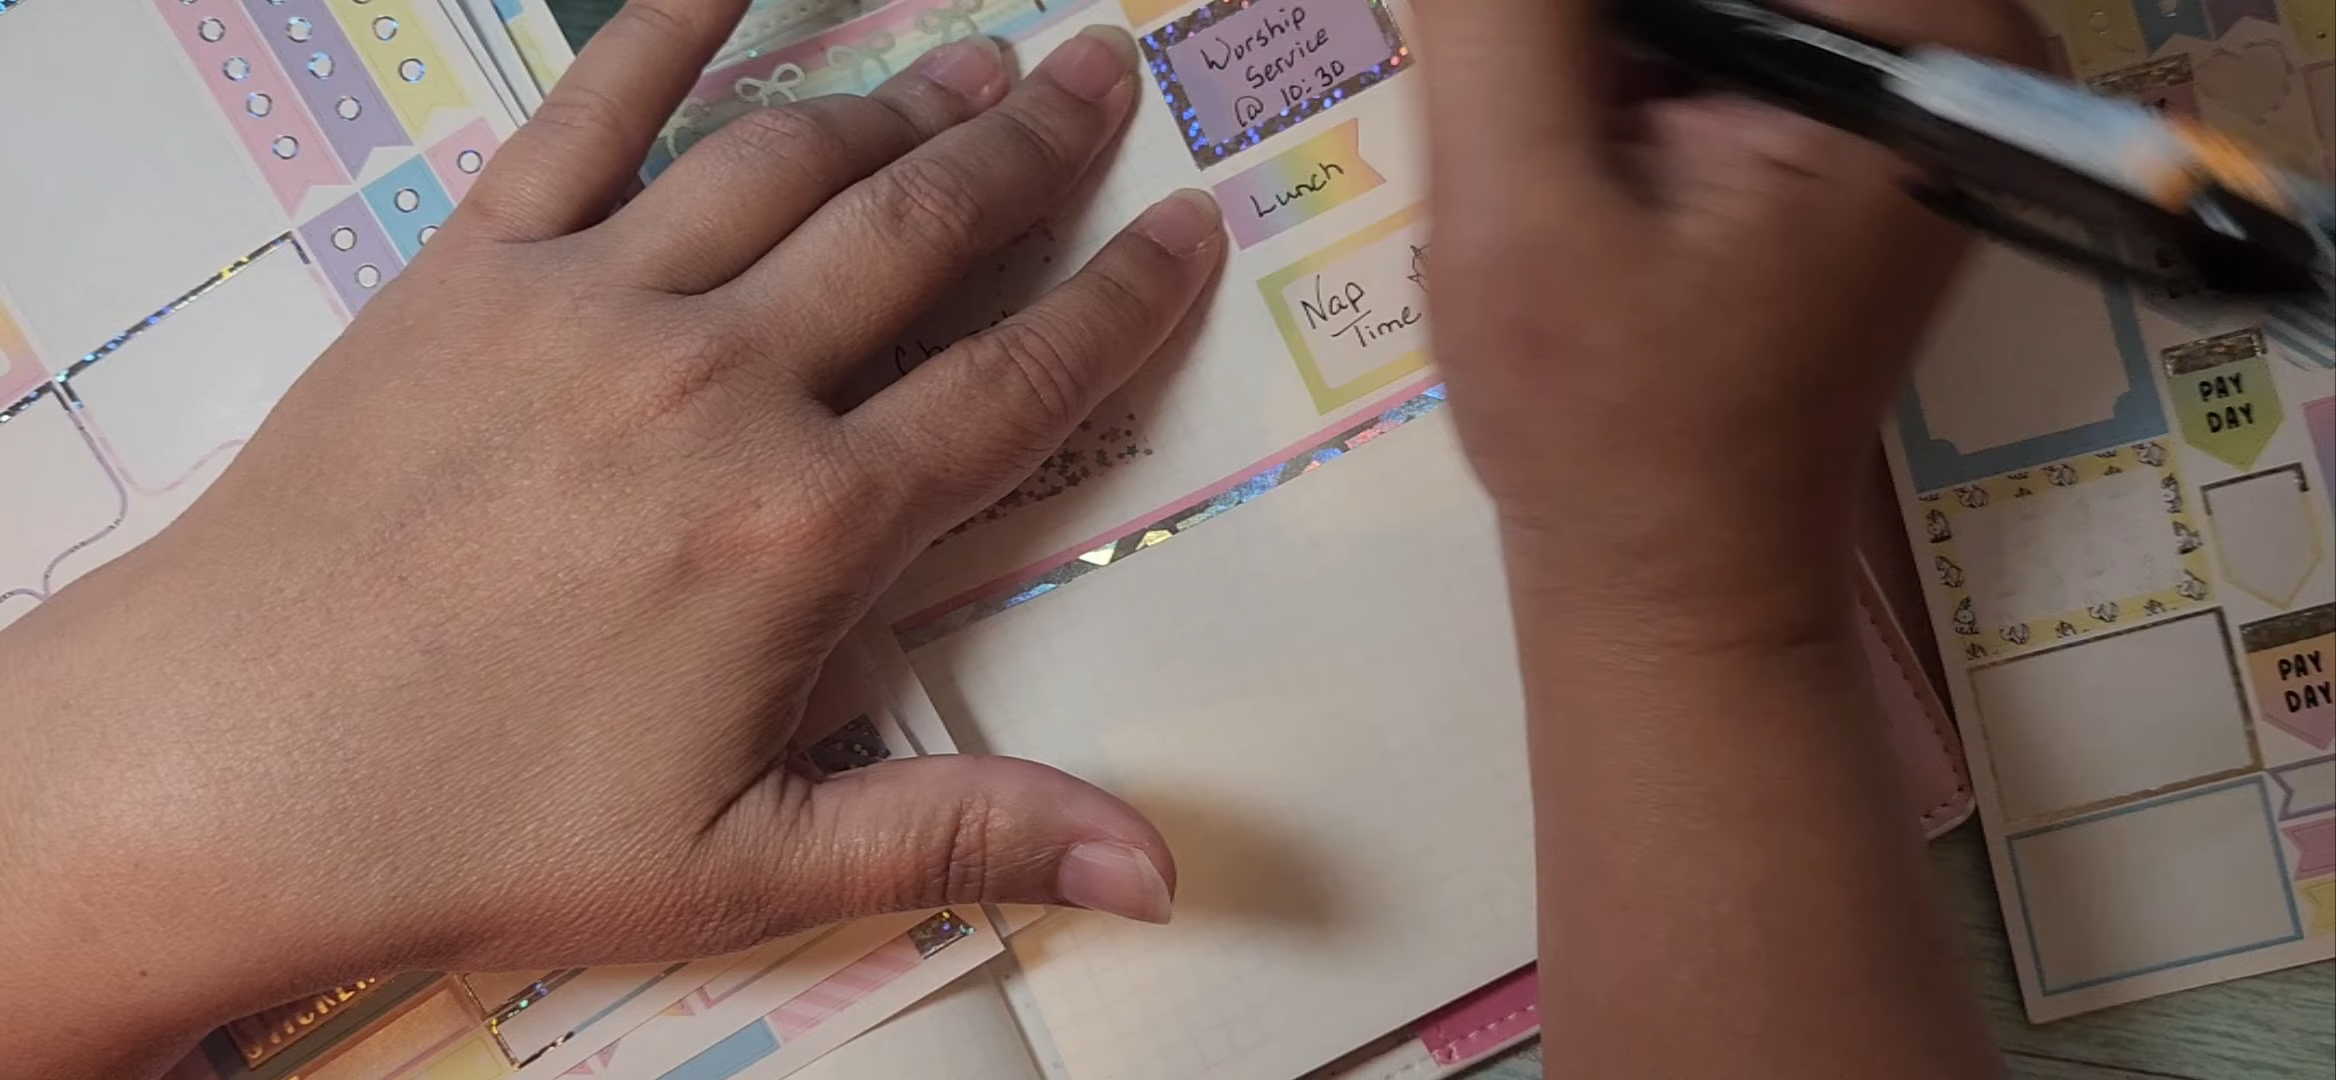 Worship
Service
@ 10:30
Lunch
Nap
Time
PAY
DAY
PAY
DAY